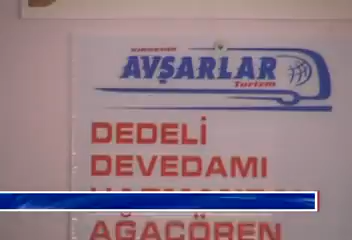 KIRŞEHİR
AVŞARLAR
Turizm
DEDELİ
DEVEDAMI
AĞAÇÖREN